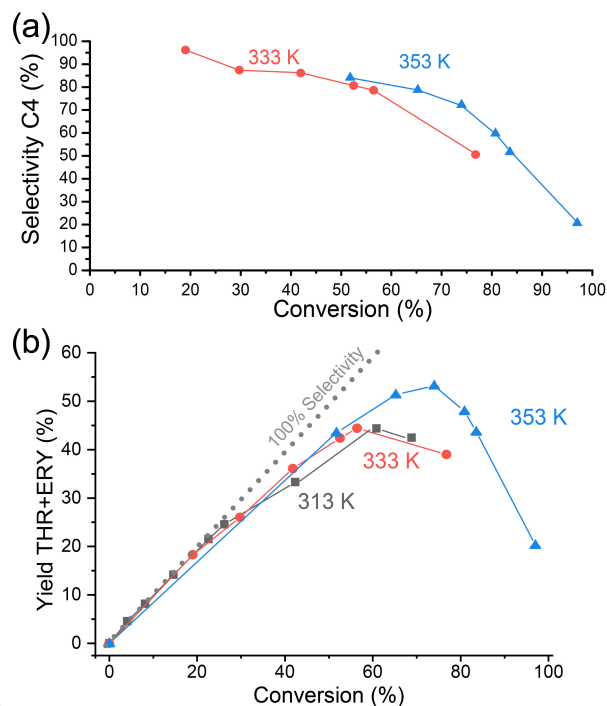 (a)
Selectivity C4 (%)
100
90
80
70
60
50
40
30
20
10
0
333 K
353 K
0 10 20 30 40 50 60 70 80 90 100
Conversion (%)
(b)
Yield THR+ERY (%)
60
50
40
30
20
10
0
100% Selectivity
353 K
333 K
313 K
0 20 40 60 80 100
Conversion (%)